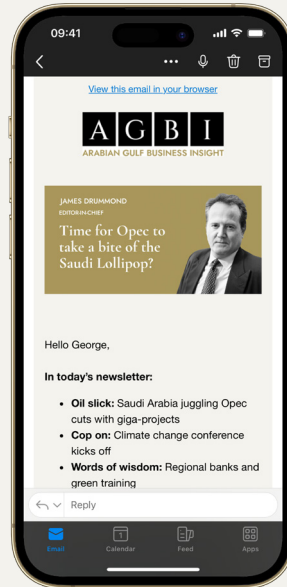 09:41
View this email in your browser
AGBI
ARABIAN GULF BUSINESS INSIGHT
JAMES DRUMMOND
EDITOR-IN-CHIEF
Time for Opec to
take a bite of the
Saudi Lollipop?
Hello George,
In today's newsletter:
• Oil slick: Saudi Arabia juggling Opec
cuts with giga-projects
• Cop on: Climate change conference
kicks off
• Words of wisdom: Regional banks and
green training
Reply
1
Email
Calendar
Feed
Apps